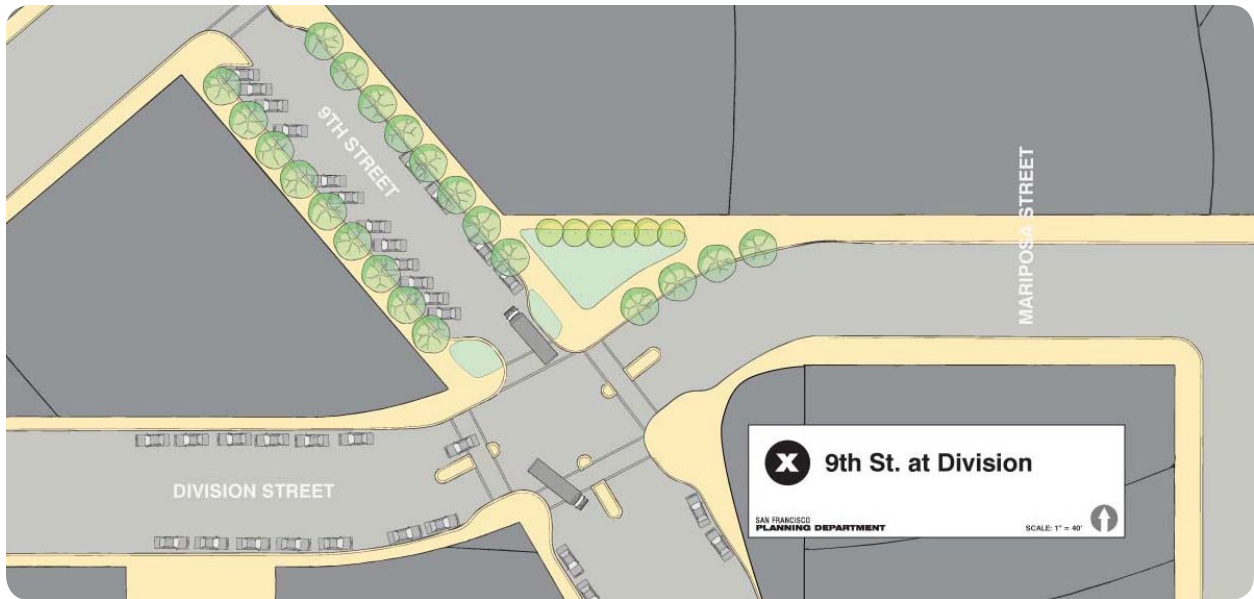 9TH STREET
MARIPOSA STREET
DIVISION STREET
X 9th St. at Division
SAN FRANCISCO
PLANNING DEPARTMENT
SCALE: 1" = 40'